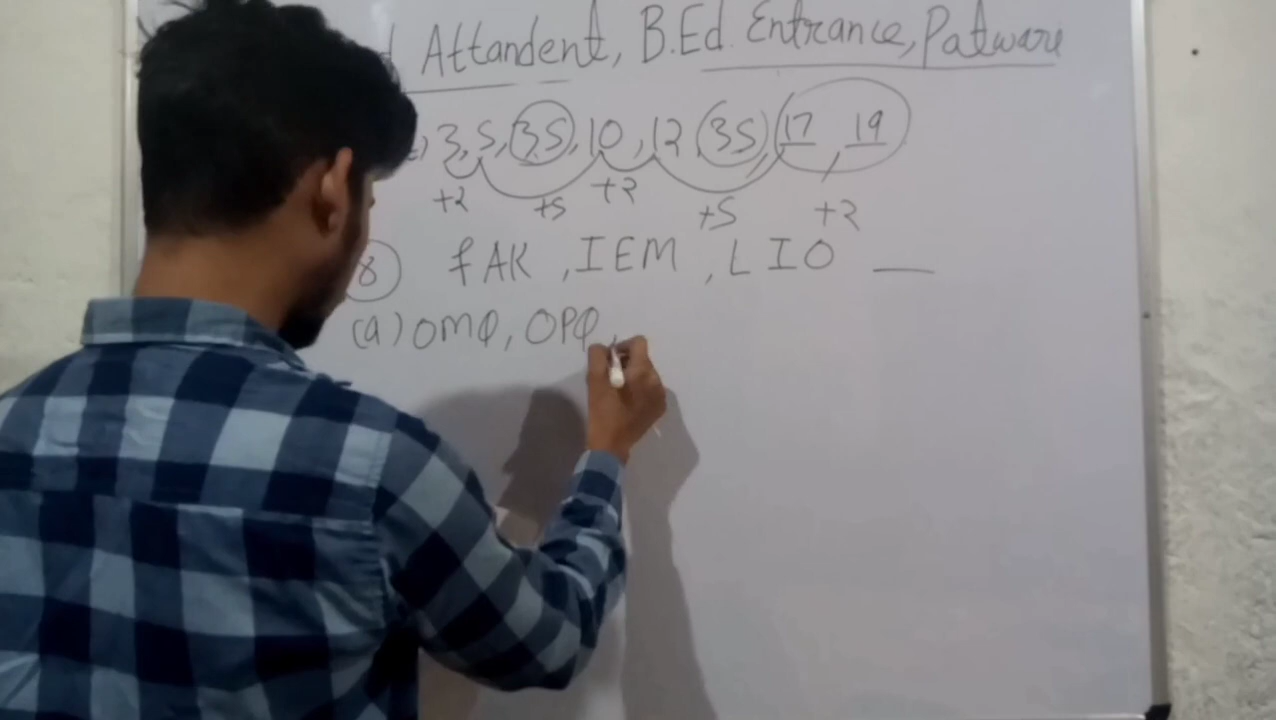 Attandent, B.Ed. Entrance, Patwari
3, 5, 35, 10, 12 35, 17, 19
+2 +5 +2 +5 +2
8 fAK, IEM, LIO __
(a) OMQ, OPQ,